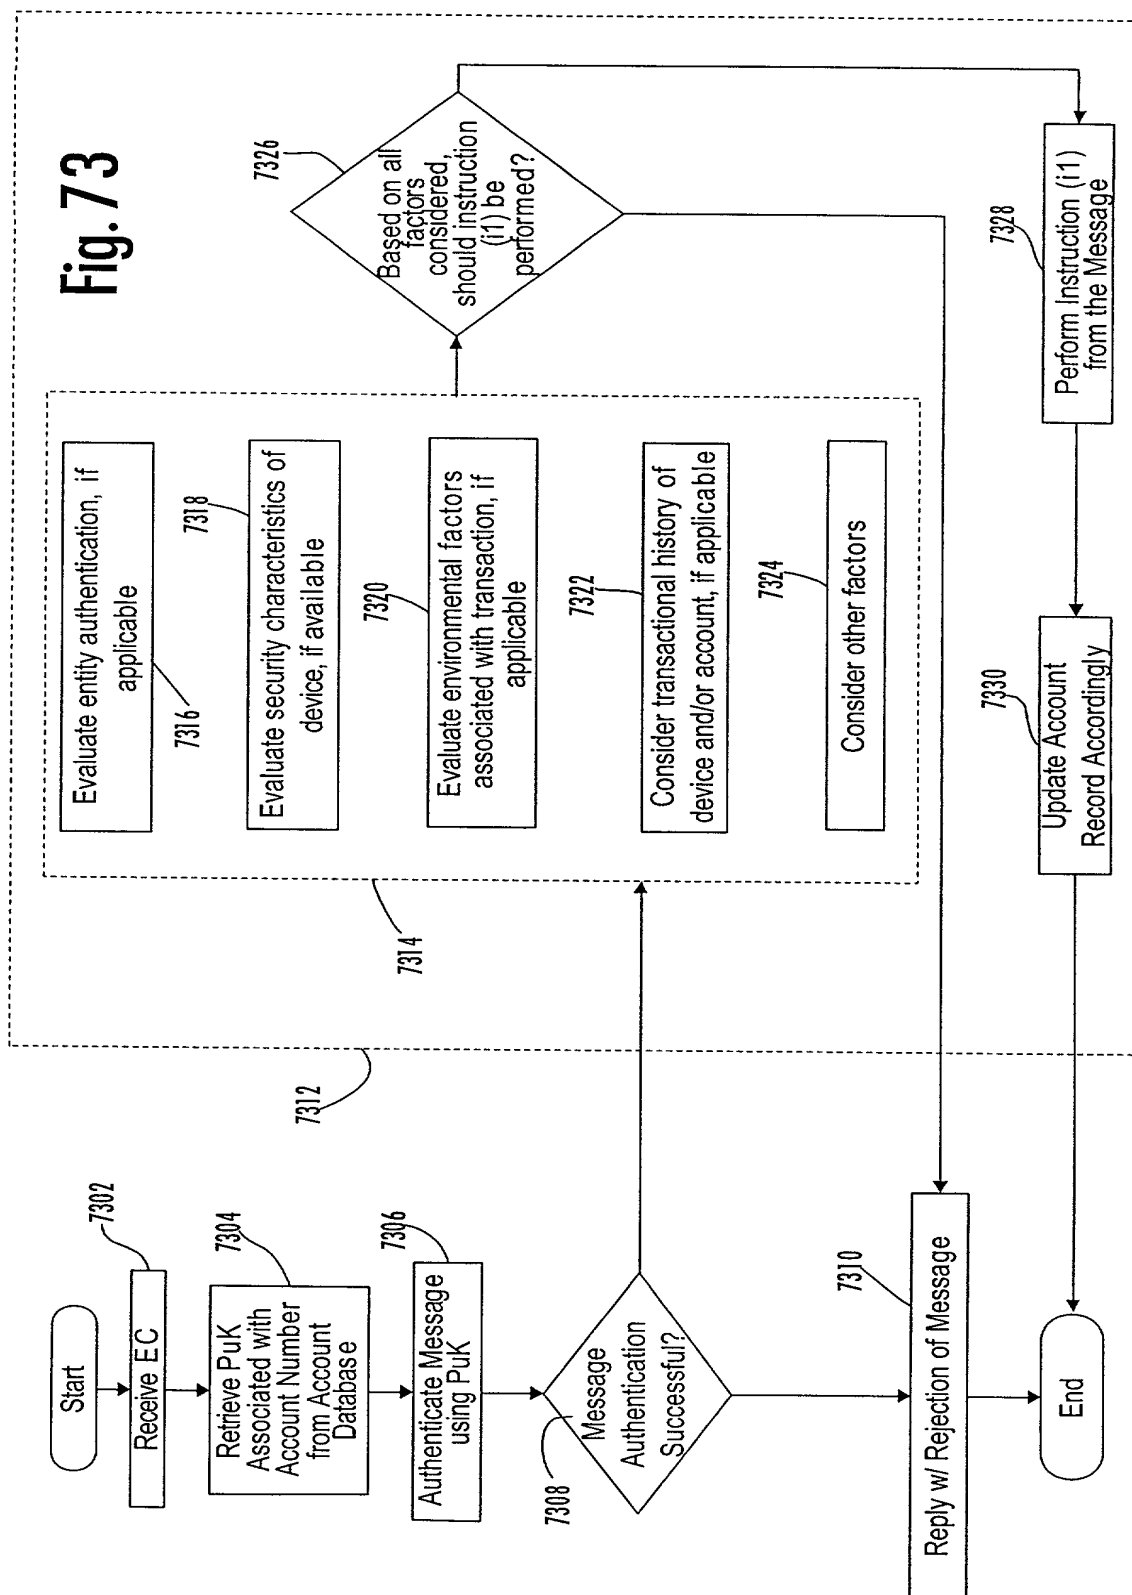 Fig. 73
Start
7302
Receive EC
7304
Retrieve PuK
Associated with
Account Number
from Account
Database
7306
Authenticate Message
using PuK
7308
Message
Authentication
Successful?
7310
Reply w/ Rejection of Message
End
7312
7314
Evaluate entity authentication, if
applicable
7316
7318
Evaluate security characteristics of
device, if available
7320
Evaluate environmental factors
associated with transaction, if
applicable
7322
Consider transactional history of
device and/or account, if applicable
7324
Consider other factors
7326
Based on all
factors
considered,
should instruction
(i1) be
performed?
7328
Perform Instruction (i1)
from the Message
7330
Update Account
Record Accordingly